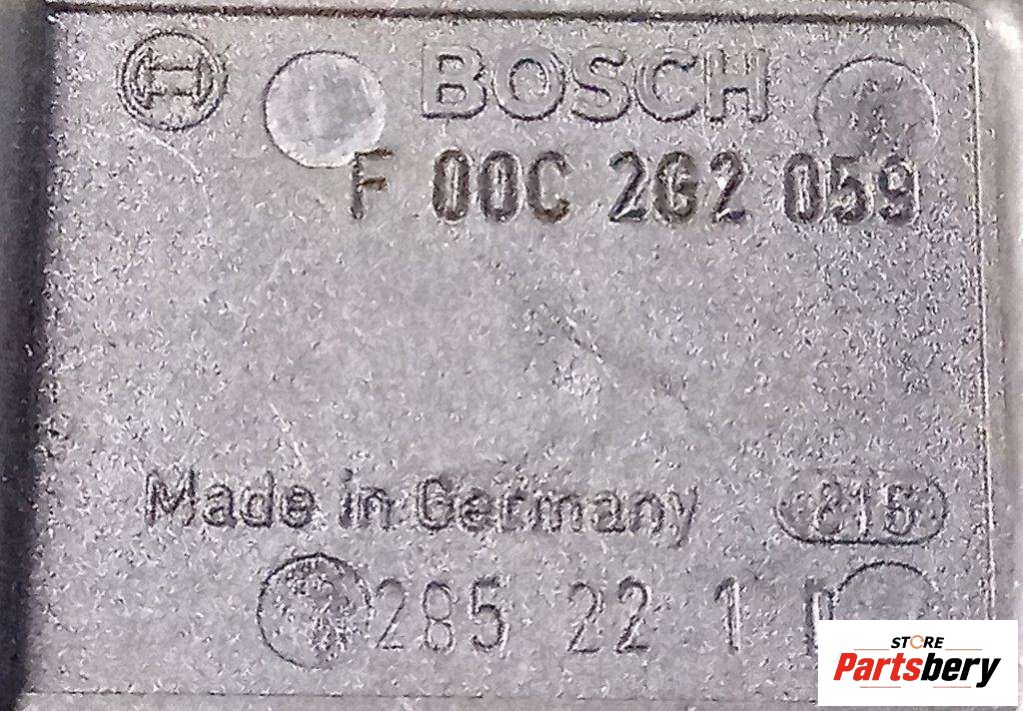 BOSCH
F 00C 2G2 059
Made in Germany 815
285 22 1
STORE
Partsbery